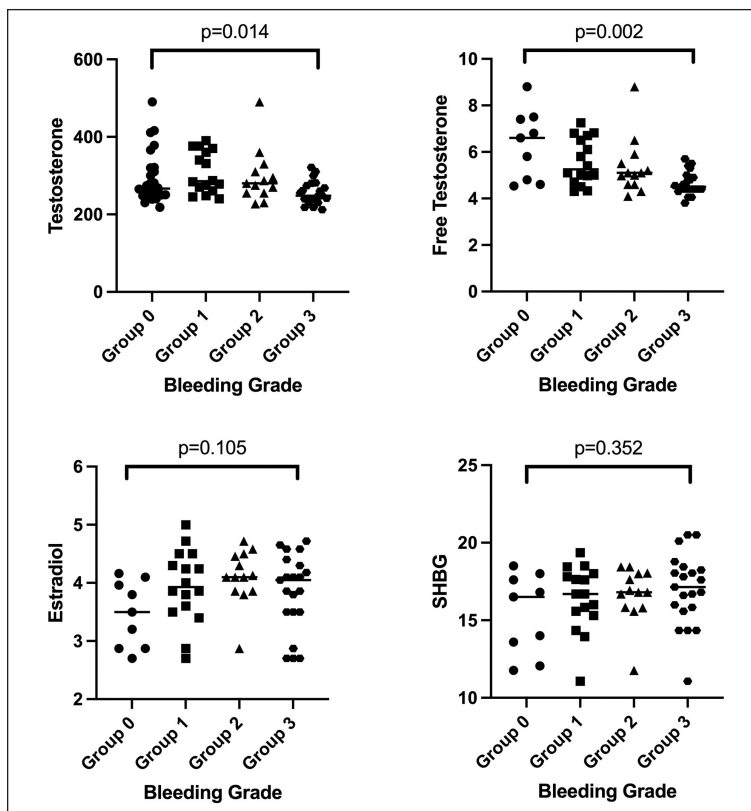 p=0.014
600
400
200
0
Testosterone
Group 0
Group 1
Group 2
Group 3
Bleeding Grade
p=0.002
10
8
6
4
2
0
Free Testosterone
Group 0
Group 1
Group 2
Group 3
Bleeding Grade
p=0.105
6
5
4
3
2
Estradiol
Group 0
Group 1
Group 2
Group 3
Bleeding Grade
p=0.352
25
20
15
10
SHBG
Group 0
Group 1
Group 2
Group 3
Bleeding Grade